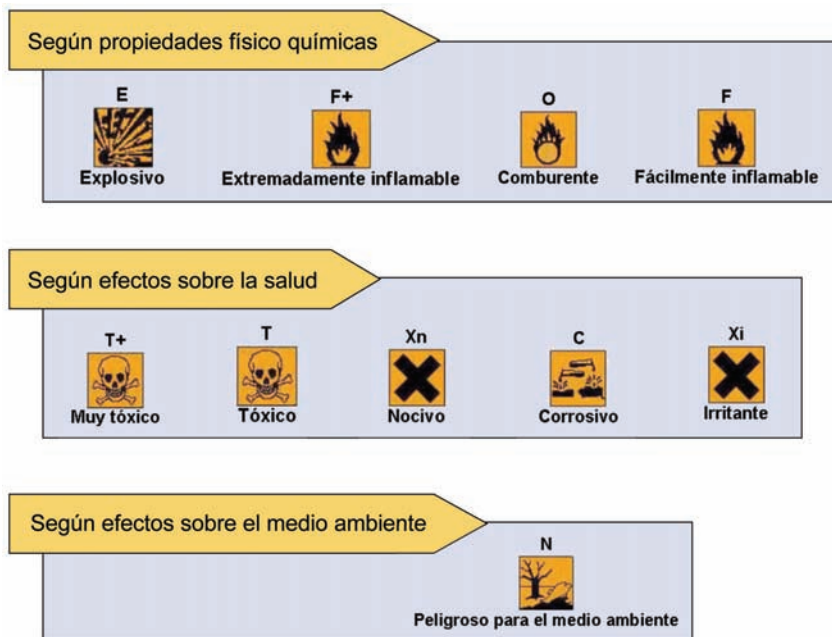 Según propiedades físico químicas
E
F+
O
F
Explosivo
Extremadamente inflamable
Comburente
Fácilmente inflamable
Según efectos sobre la salud
T+
T
Xn
C
Xi
Muy tóxico
Tóxico
Nocivo
Corrosivo
Irritante
Según efectos sobre el medio ambiente
N
Peligroso para el medio ambiente